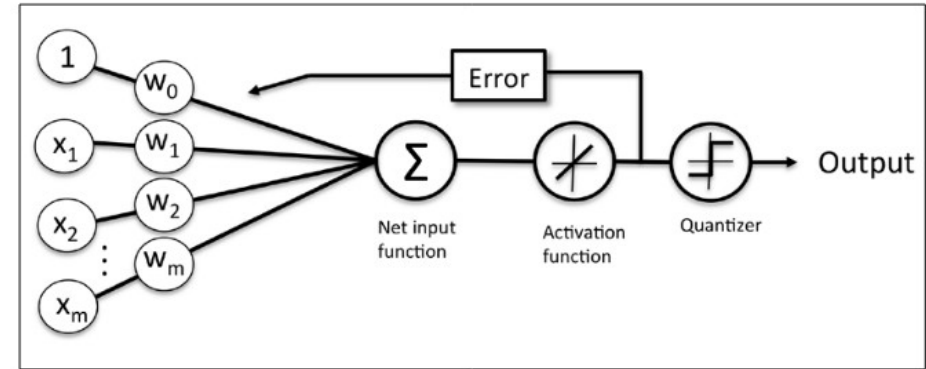 1
w₀
Error
x₁
w₁
Σ
Output
x₂
w₂
Net input
function
Activation
function
Quantizer
⋮
wₘ
xₘ